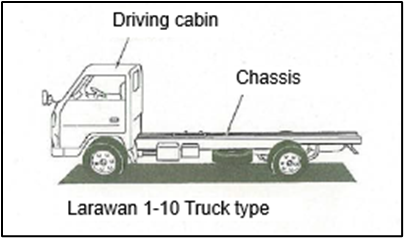 Driving cabin
Chassis
Larawan 1-10 Truck type